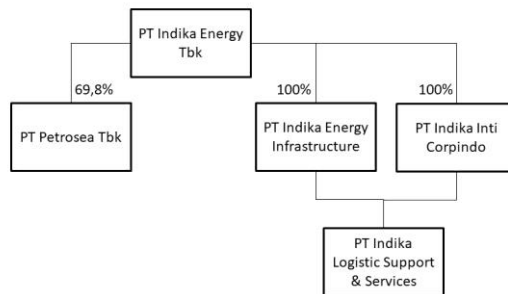 PT Indika Energy
Tbk
69,8%
100%
100%
PT Petrosea Tbk
PT Indika Energy
Infrastructure
PT Indika Inti
Corpindo
PT Indika
Logistic Support
& Services